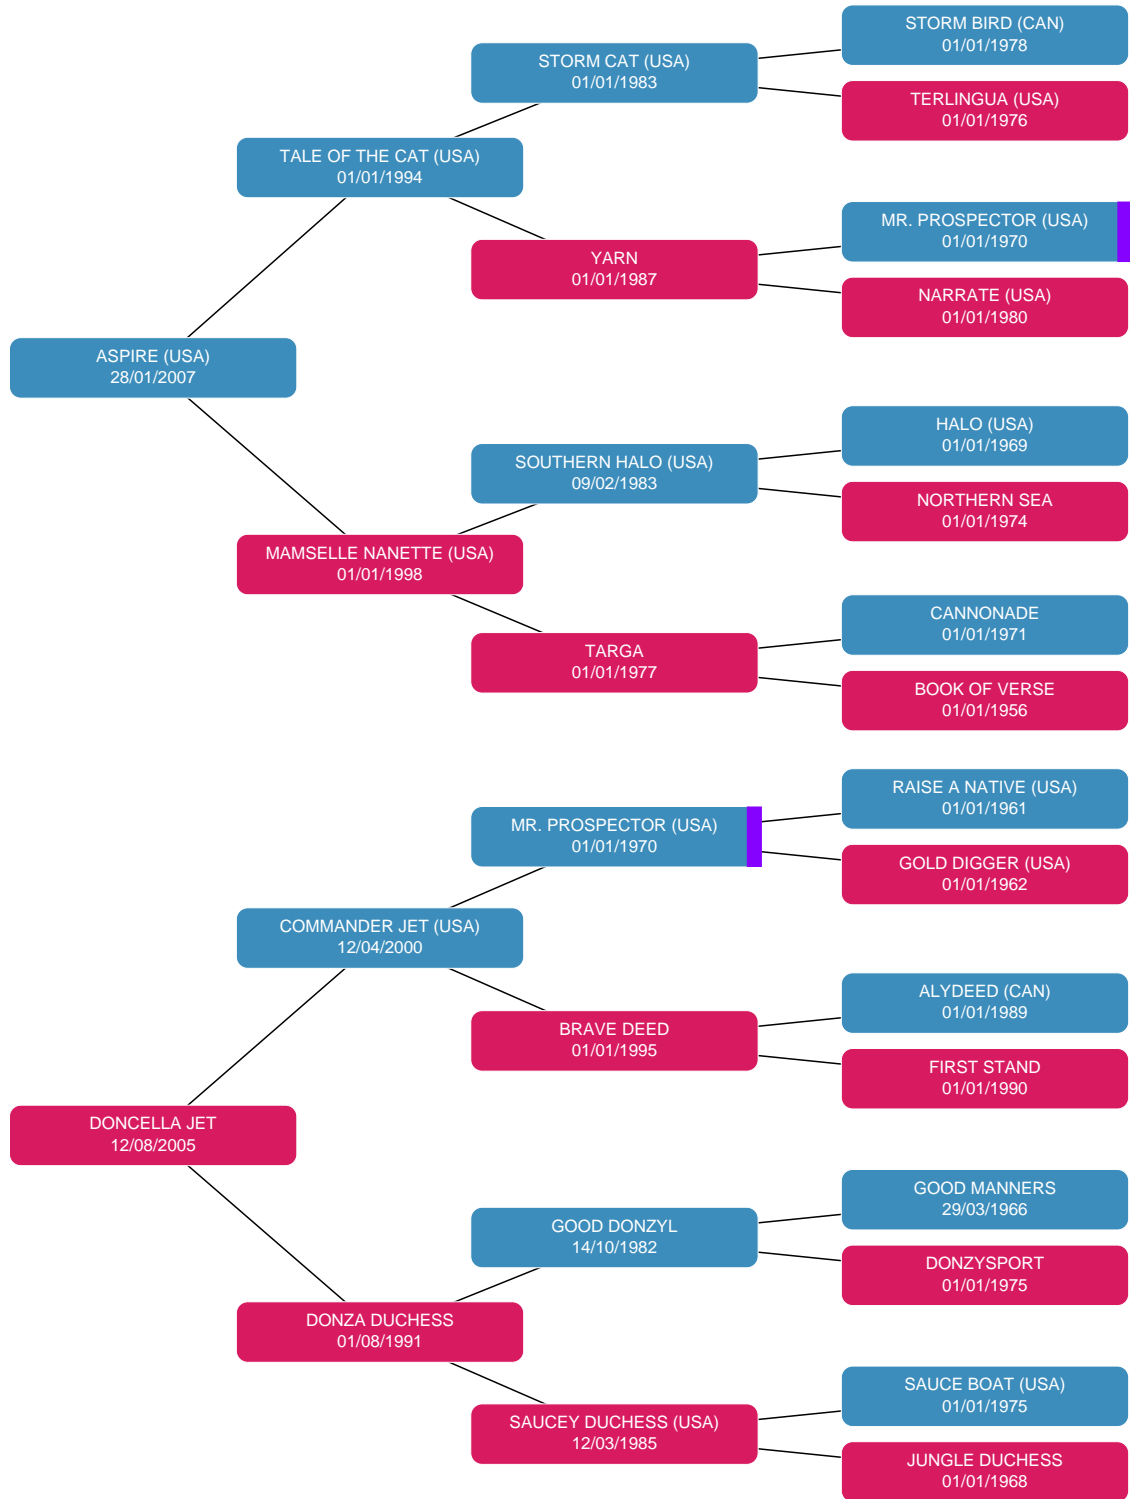 STORM BIRD (CAN)
01/01/1978
STORM CAT (USA)
01/01/1983
TERLINGUA (USA)
01/01/1976
TALE OF THE CAT (USA)
01/01/1994
MR. PROSPECTOR (USA)
01/01/1970
YARN
01/01/1987
NARRATE (USA)
01/01/1980
ASPIRE (USA)
28/01/2007
HALO (USA)
01/01/1969
SOUTHERN HALO (USA)
09/02/1983
NORTHERN SEA
01/01/1974
MAMSELLE NANETTE (USA)
01/01/1998
CANNONADE
01/01/1971
TARGA
01/01/1977
BOOK OF VERSE
01/01/1956
RAISE A NATIVE (USA)
01/01/1961
MR. PROSPECTOR (USA)
01/01/1970
GOLD DIGGER (USA)
01/01/1962
COMMANDER JET (USA)
12/04/2000
ALYDEED (CAN)
01/01/1989
BRAVE DEED
01/01/1995
FIRST STAND
01/01/1990
DONCELLA JET
12/08/2005
GOOD MANNERS
29/03/1966
GOOD DONZYL
14/10/1982
DONZYSPORT
01/01/1975
DONZA DUCHESS
01/08/1991
SAUCE BOAT (USA)
01/01/1975
SAUCEY DUCHESS (USA)
12/03/1985
JUNGLE DUCHESS
01/01/1968